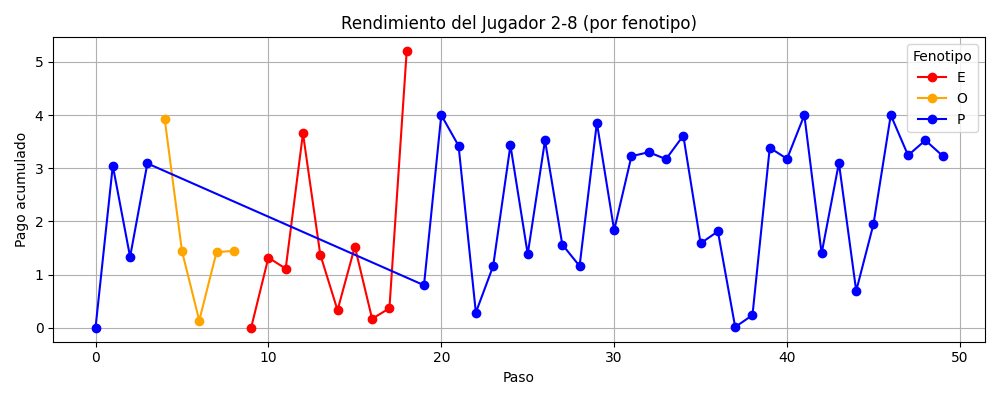 Rendimiento del Jugador 2-8 (por fenotipo)
Pago acumulado
5
4
3
2
1
0
Fenotipo
E
O
P
0 10 20 30 40 50
Paso